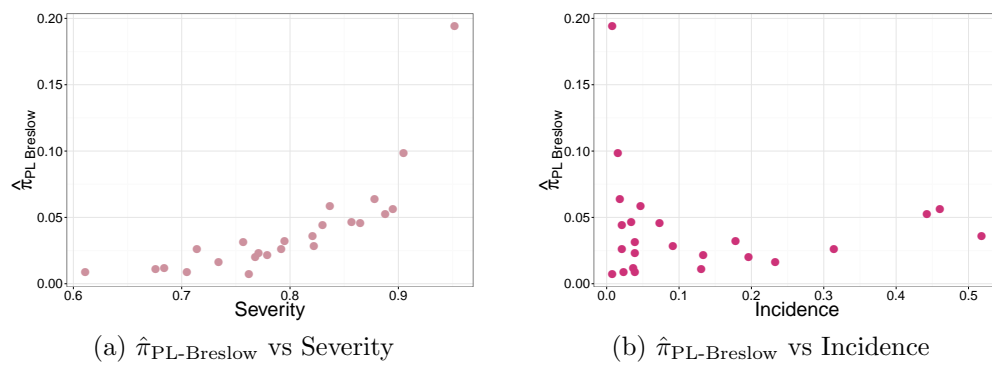 0.20
0.15
0.10
0.05
0.00
π̂PL Breslow
0.6 0.7 0.8 0.9
Severity
(a) π̂PL-Breslow vs Severity
0.20
0.15
0.10
0.05
0.00
π̂PL Breslow
0.0 0.1 0.2 0.3 0.4 0.5
Incidence
(b) π̂PL-Breslow vs Incidence